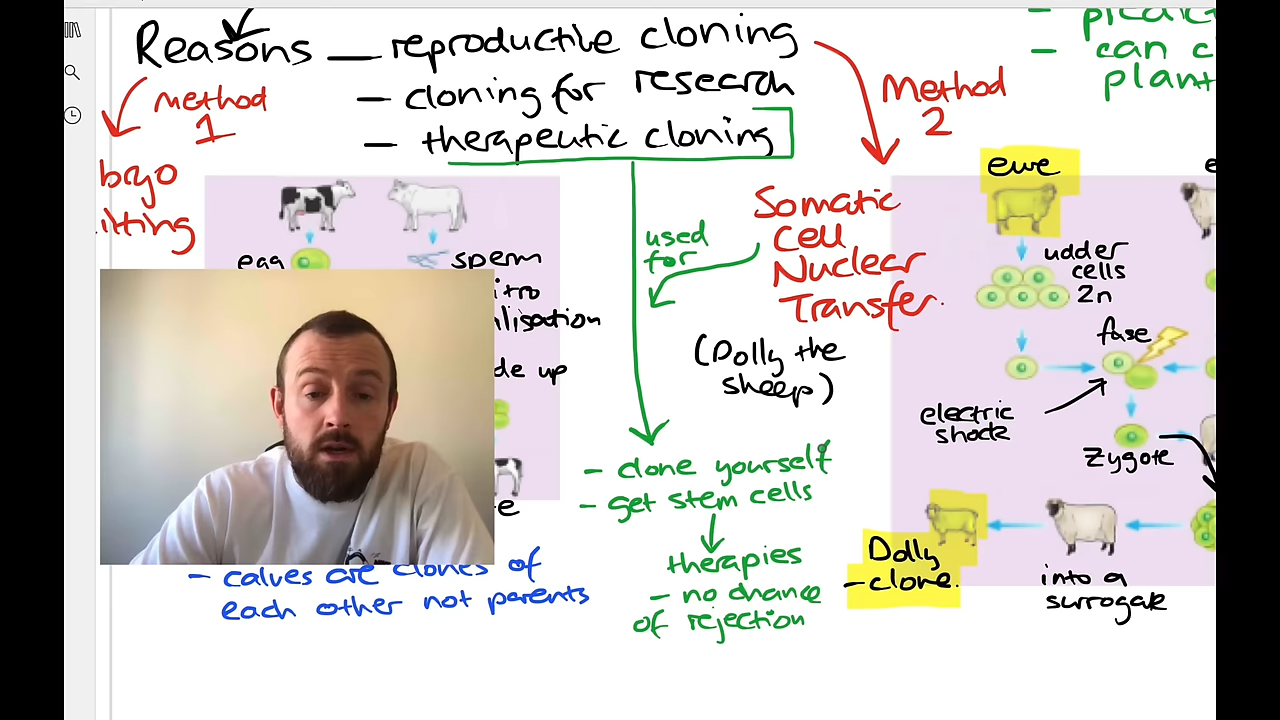 Reasons — reproductive cloning
— cloning for research
— therapeutic cloning
method
1
bryo
itting
egg
sperm
itro
ilisation
de up
e
- calves are clones of
each other not parents
used
for
Somatic
Cell
Nuclear
Transfer.
(Dolly the
sheep)
- clone yourself
- get stem cells
therapies
- no chance
of rejection
Method
2
ewe
e
udder
cells
2n
fuse
electric
shock
zygote
Dolly
-clone.
into a
surrogate
- predict
- can c
plant